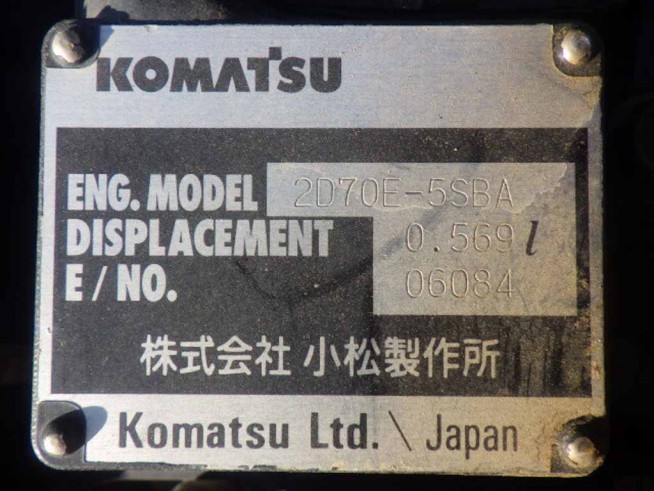 KOMATSU
ENG. MODEL 2D70E-5SBA
DISPLACEMENT 0.569 l
E / NO. 06084
株式会社 小松製作所
Komatsu Ltd. \ Japan